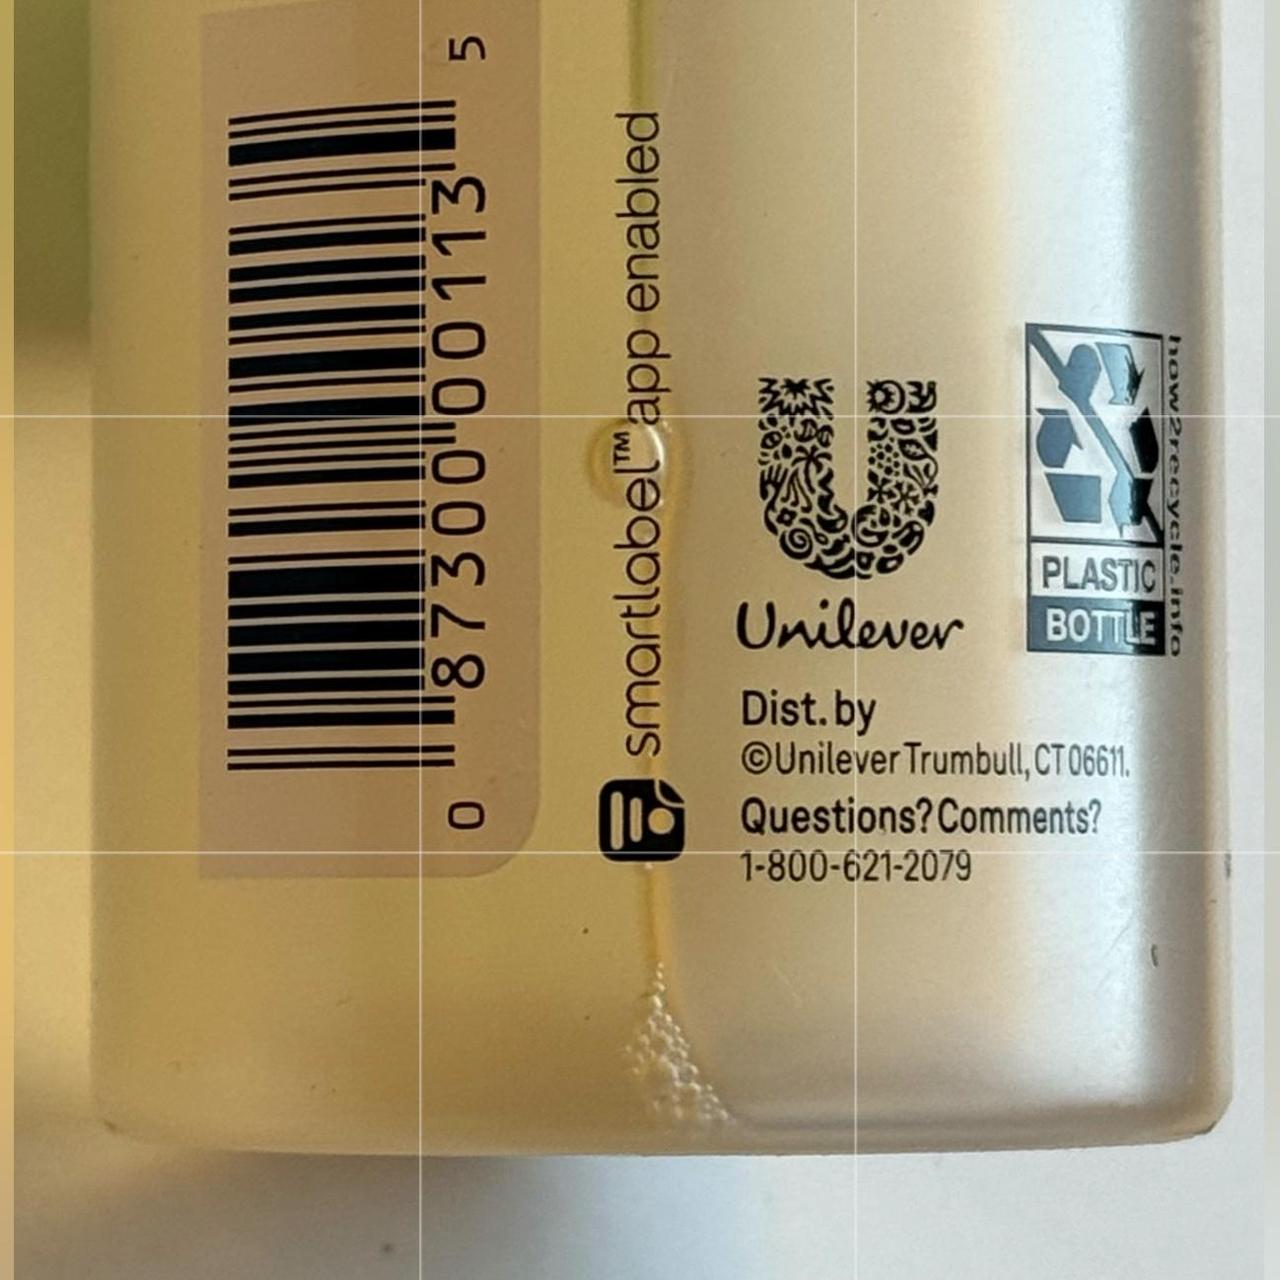 0 87300 00113 5
smartlabel™ app enabled
Unilever
Dist. by
©Unilever Trumbull, CT 06611.
Questions? Comments?
1-800-621-2079
PLASTIC
BOTTLE
how2recycle.info